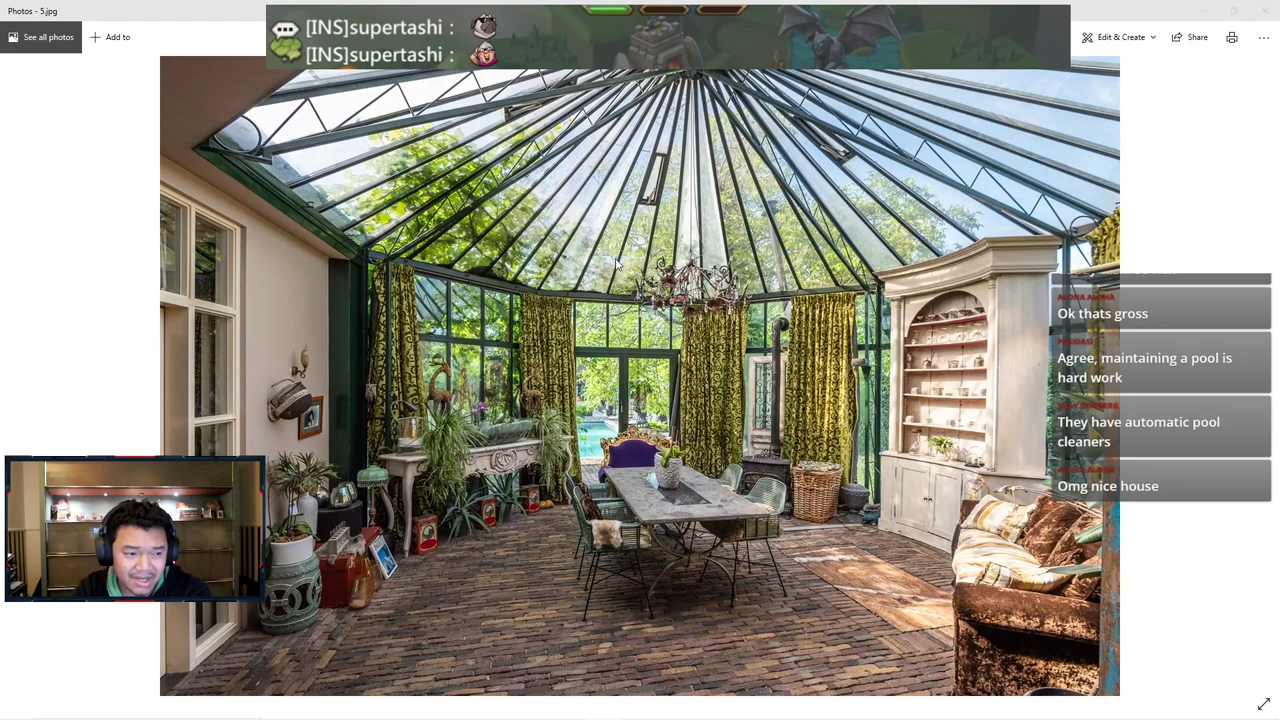 Photos - 5.jpg
See all photos
Add to
[INS]supertashi :
[INS]supertashi :
Edit & Create
Share
Ok thats gross
Agree, maintaining a pool is
hard work
They have automatic pool
cleaners
Omg nice house